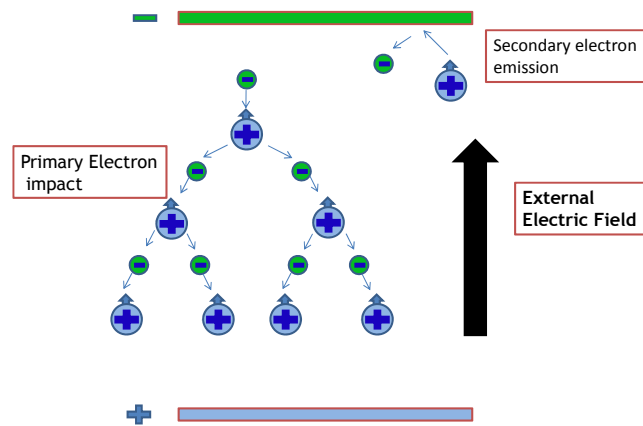 Secondary electron
emission
Primary Electron
impact
External
Electric Field